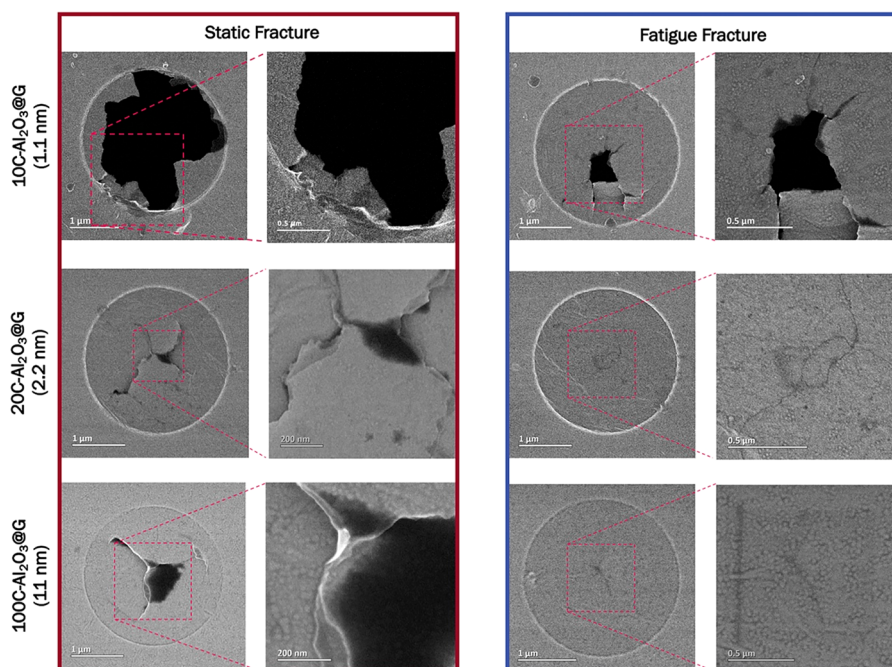 Static Fracture
Fatigue Fracture
10C-Al₂O₃@G
(1.1 nm)
1 µm
0.5 µm
1 µm
0.5 µm
20C-Al₂O₃@G
(2.2 nm)
1 µm
200 nm
1 µm
0.5 µm
100C-Al₂O₃@G
(11 nm)
1 µm
200 nm
1 µm
0.5 µm